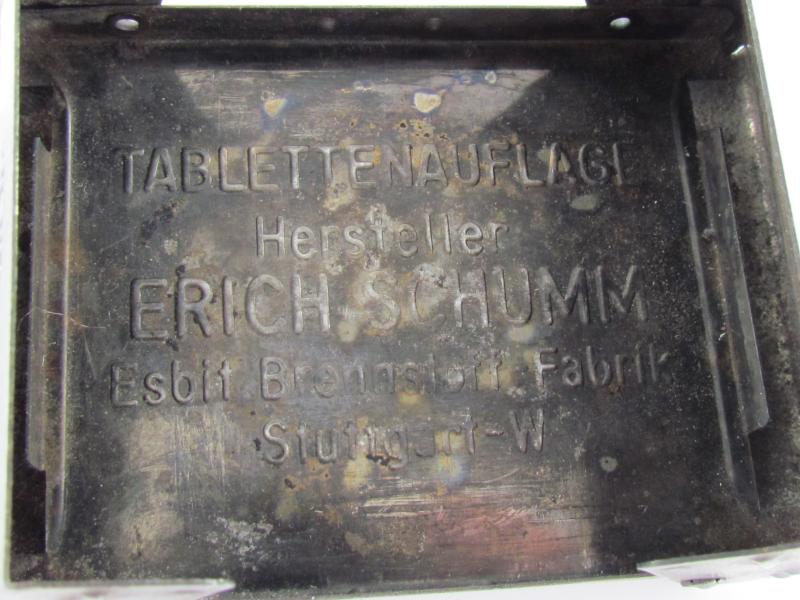 TABLETTENAUFLAGE
Hersteller
ERICH SCHUMM
Esbit Brennstoff Fabrik
Stuttgart-W